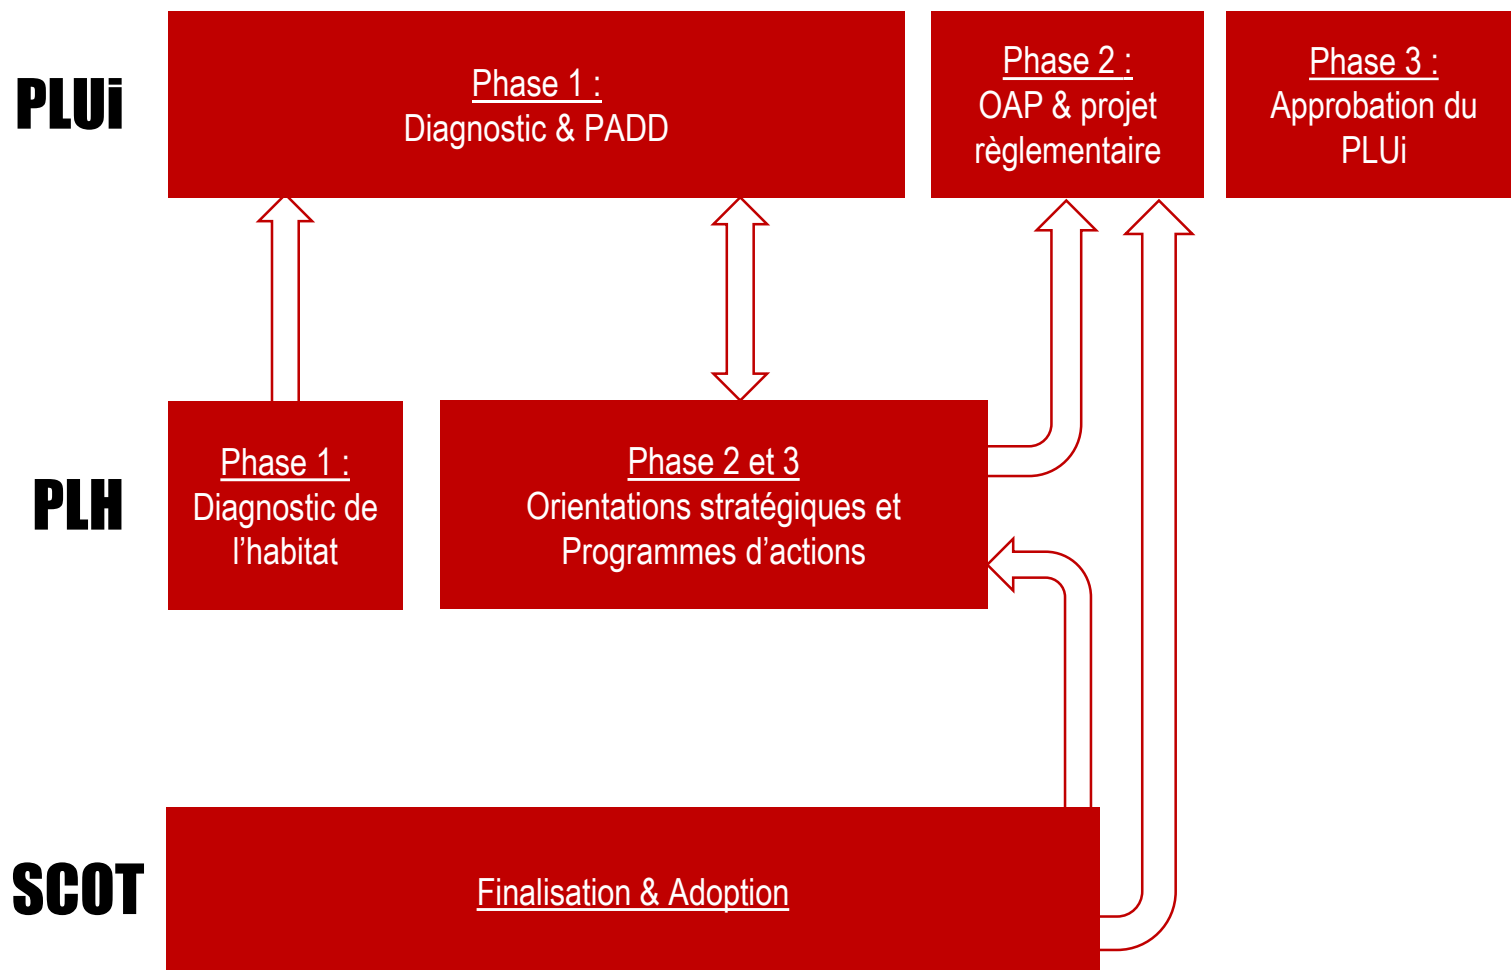 PLUi
Phase 1 :
Diagnostic & PADD
Phase 2 :
OAP & projet
règlementaire
Phase 3 :
Approbation du
PLUi
PLH
Phase 1 :
Diagnostic de
l’habitat
Phase 2 et 3
Orientations stratégiques et
Programmes d’actions
SCOT
Finalisation & Adoption